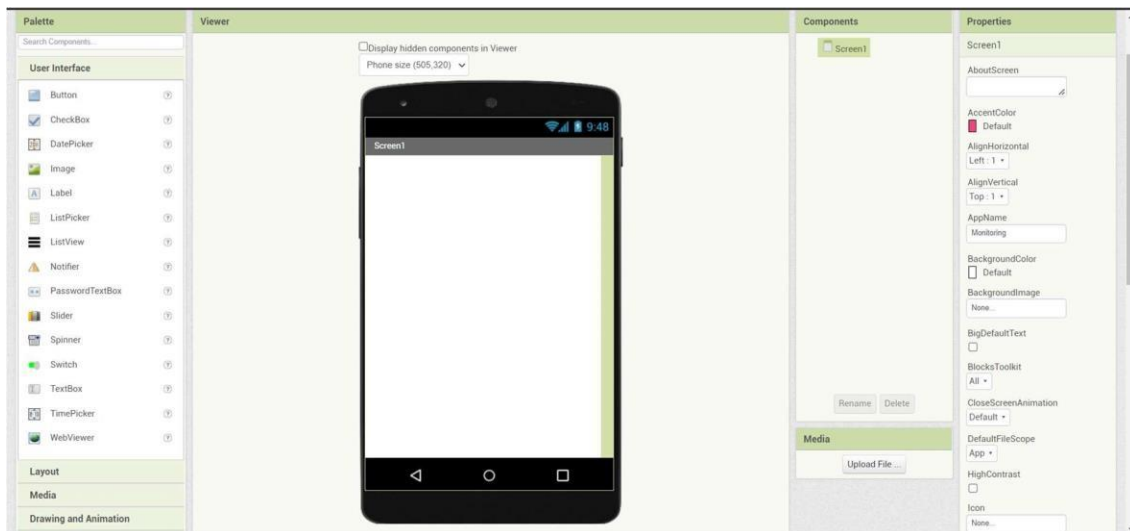 Palette
Search Components...
User Interface
Button
CheckBox
DatePicker
Image
Label
ListPicker
ListView
Notifier
PasswordTextBox
Slider
Spinner
Switch
TextBox
TimePicker
WebViewer
Layout
Media
Drawing and Animation
Viewer
Display hidden components in Viewer
Phone size (505,320)
9:48
Screen1
Components
Screen1
Rename Delete
Media
Upload File ...
Properties
Screen1
AboutScreen
AccentColor
Default
AlignHorizontal
Left : 1
AlignVertical
Top : 1
AppName
Monitoring
BackgroundColor
Default
BackgroundImage
None...
BigDefaultText
BlocksToolkit
All
CloseScreenAnimation
Default
DefaultFileScope
App
HighContrast
Icon
None...